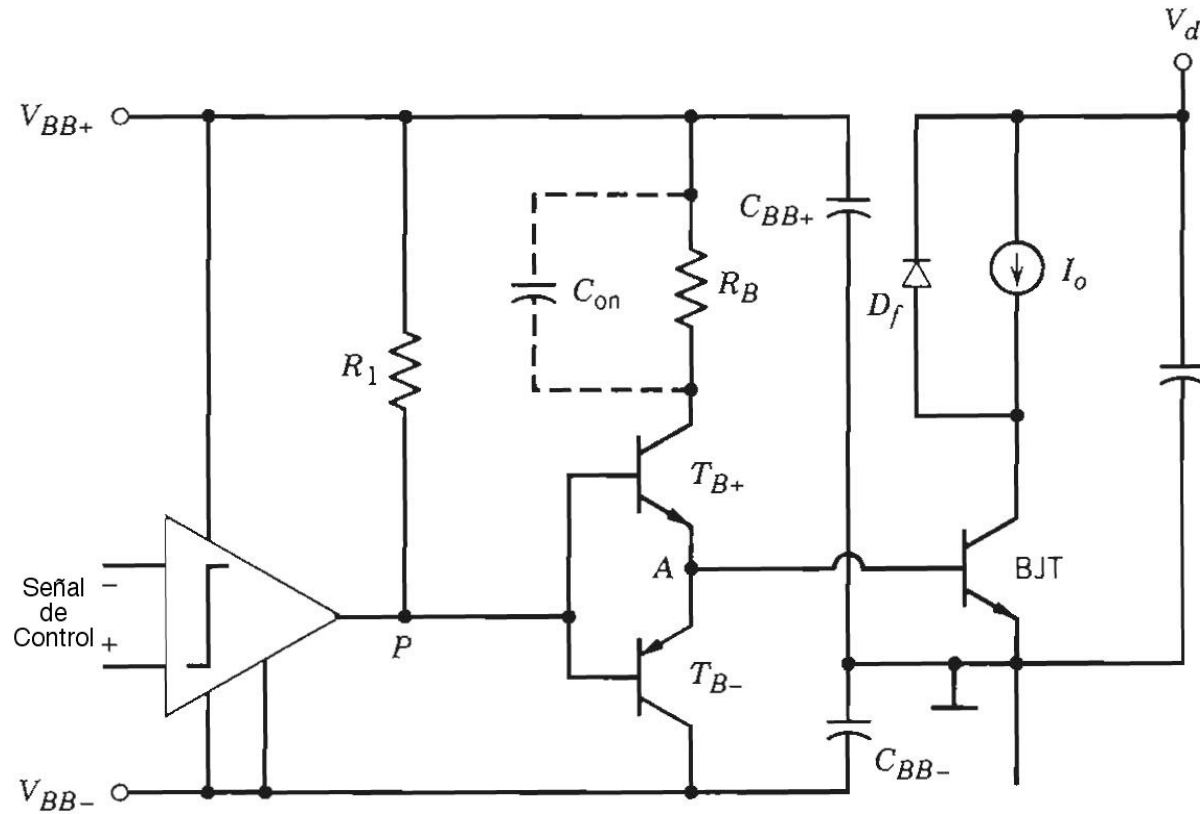 V_d
V_BB+
C_BB+
C_on
R_B
D_f
I_o
R_1
T_B+
A
BJT
Señal
de
Control
−
+
P
T_B−
C_BB−
V_BB−